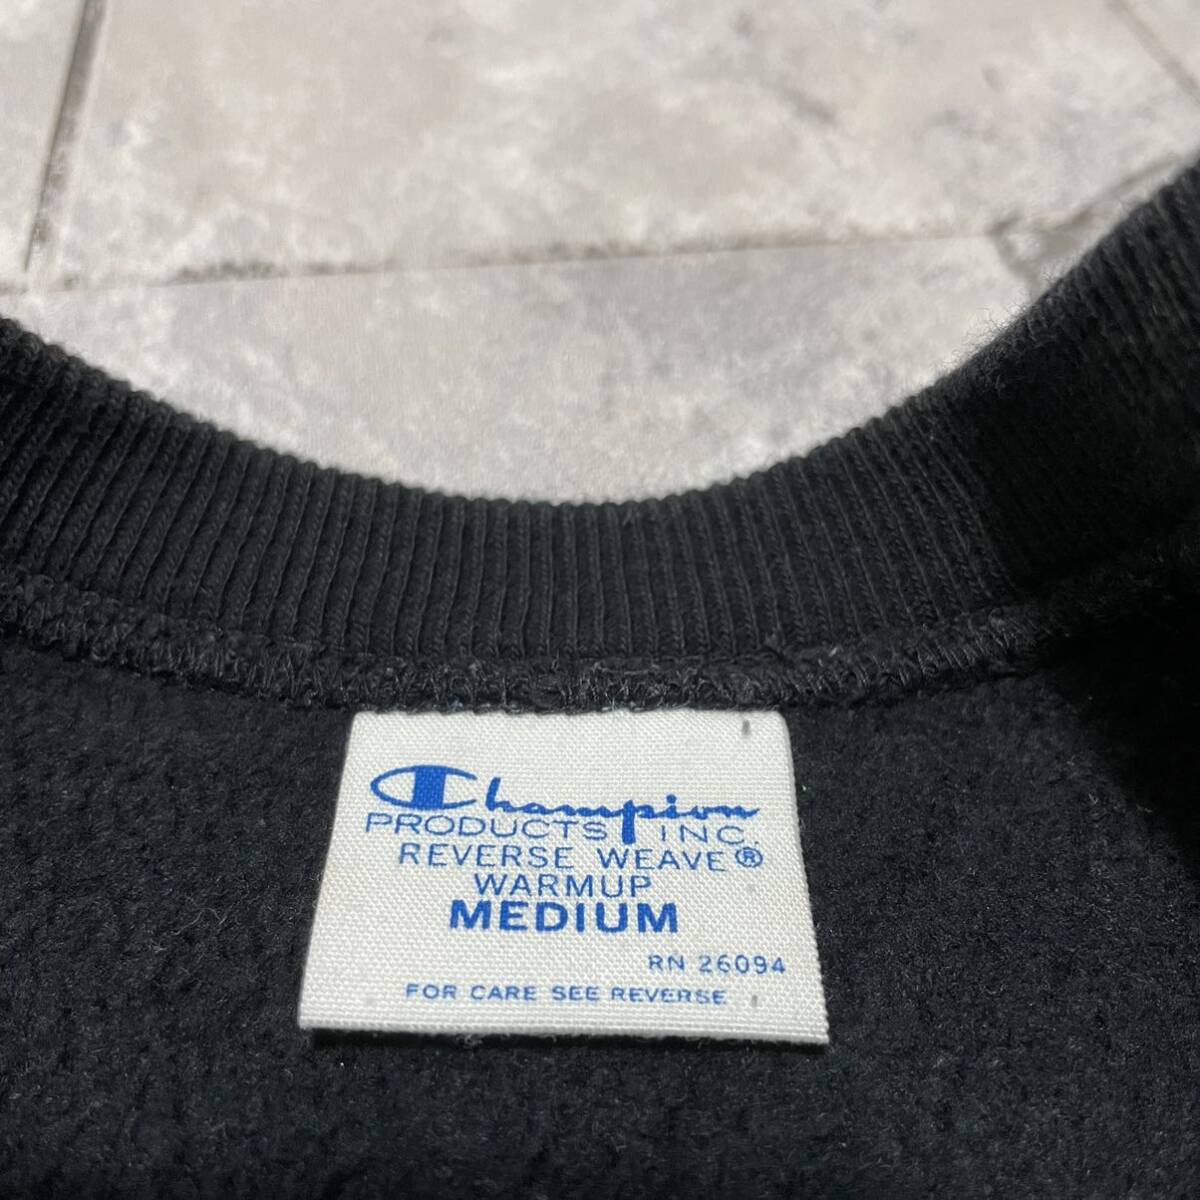 Champion
PRODUCTS INC.
REVERSE WEAVE®
WARMUP
MEDIUM
RN 26094
FOR CARE SEE REVERSE